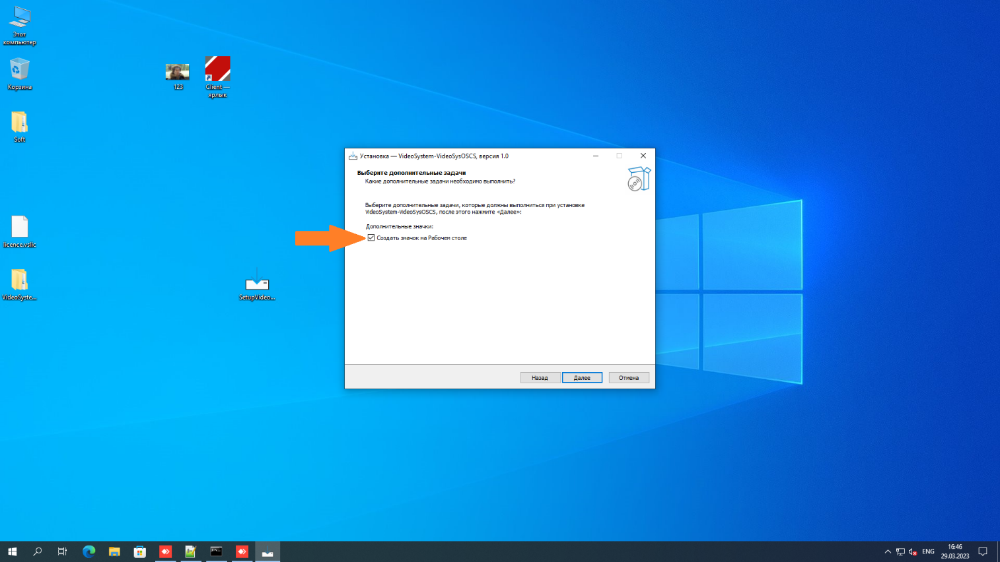 Этот
компьютер
Корзина
123
Client —
ярлык
Soft
licence.vslic
VideoSyste...
SetupVideo...
Установка — VideoSystem-VideoSysOSCS, версия 1.0
Выберите дополнительные задачи
Какие дополнительные задачи необходимо выполнить?
Выберите дополнительные задачи, которые должны выполниться при установке
VideoSystem-VideoSysOSCS, после этого нажмите «Далее»:
Дополнительные значки:
Создать значок на Рабочем столе
Назад
Далее
Отмена
ENG
16:46
29.03.2023